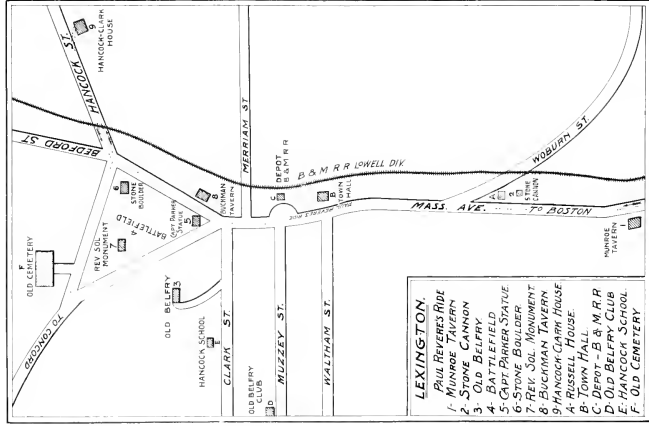 9
HANCOCK-CLARK
HOUSE
HANCOCK ST.
BEDFORD ST
F
OLD CEMETERY
TO CONCORD
6
STONE
BOULDER
BATTLEFIELD
4
7
REV. SOL
MONUMENT
CAPT. PARKER
STATUE
5
8
BUCKMAN
TAVERN
MERRIAM ST
OLD BELFRY
3
HANCOCK SCHOOL
E
CLARK ST.
OLD BELFRY
CLUB
D
MUZZEY ST.
WALTHAM ST.
C
DEPOT
B & M R R
B & M R R LOWELL DIV.
B
TOWN
HALL
PAUL REVERE'S RIDE
MASS. AVE.
TO BOSTON
WOBURN ST.
A
2
STONE
CANNON
MUNROE
TAVERN
1
LEXINGTON.
PAUL REVERE'S RIDE
1- MUNROE TAVERN
2- STONE CANNON
3- OLD BELFRY.
4- BATTLEFIELD
5- CAPT. PARKER STATUE
6- STONE BOULDER.
7- REV. SOL. MONUMENT.
8- BUCKMAN TAVERN
9- HANCOCK-CLARK HOUSE
A- RUSSELL HOUSE.
B- TOWN HALL.
C- DEPOT - B & M. R. R
D- OLD BELFRY CLUB
E- HANCOCK SCHOOL.
F- OLD CEMETERY